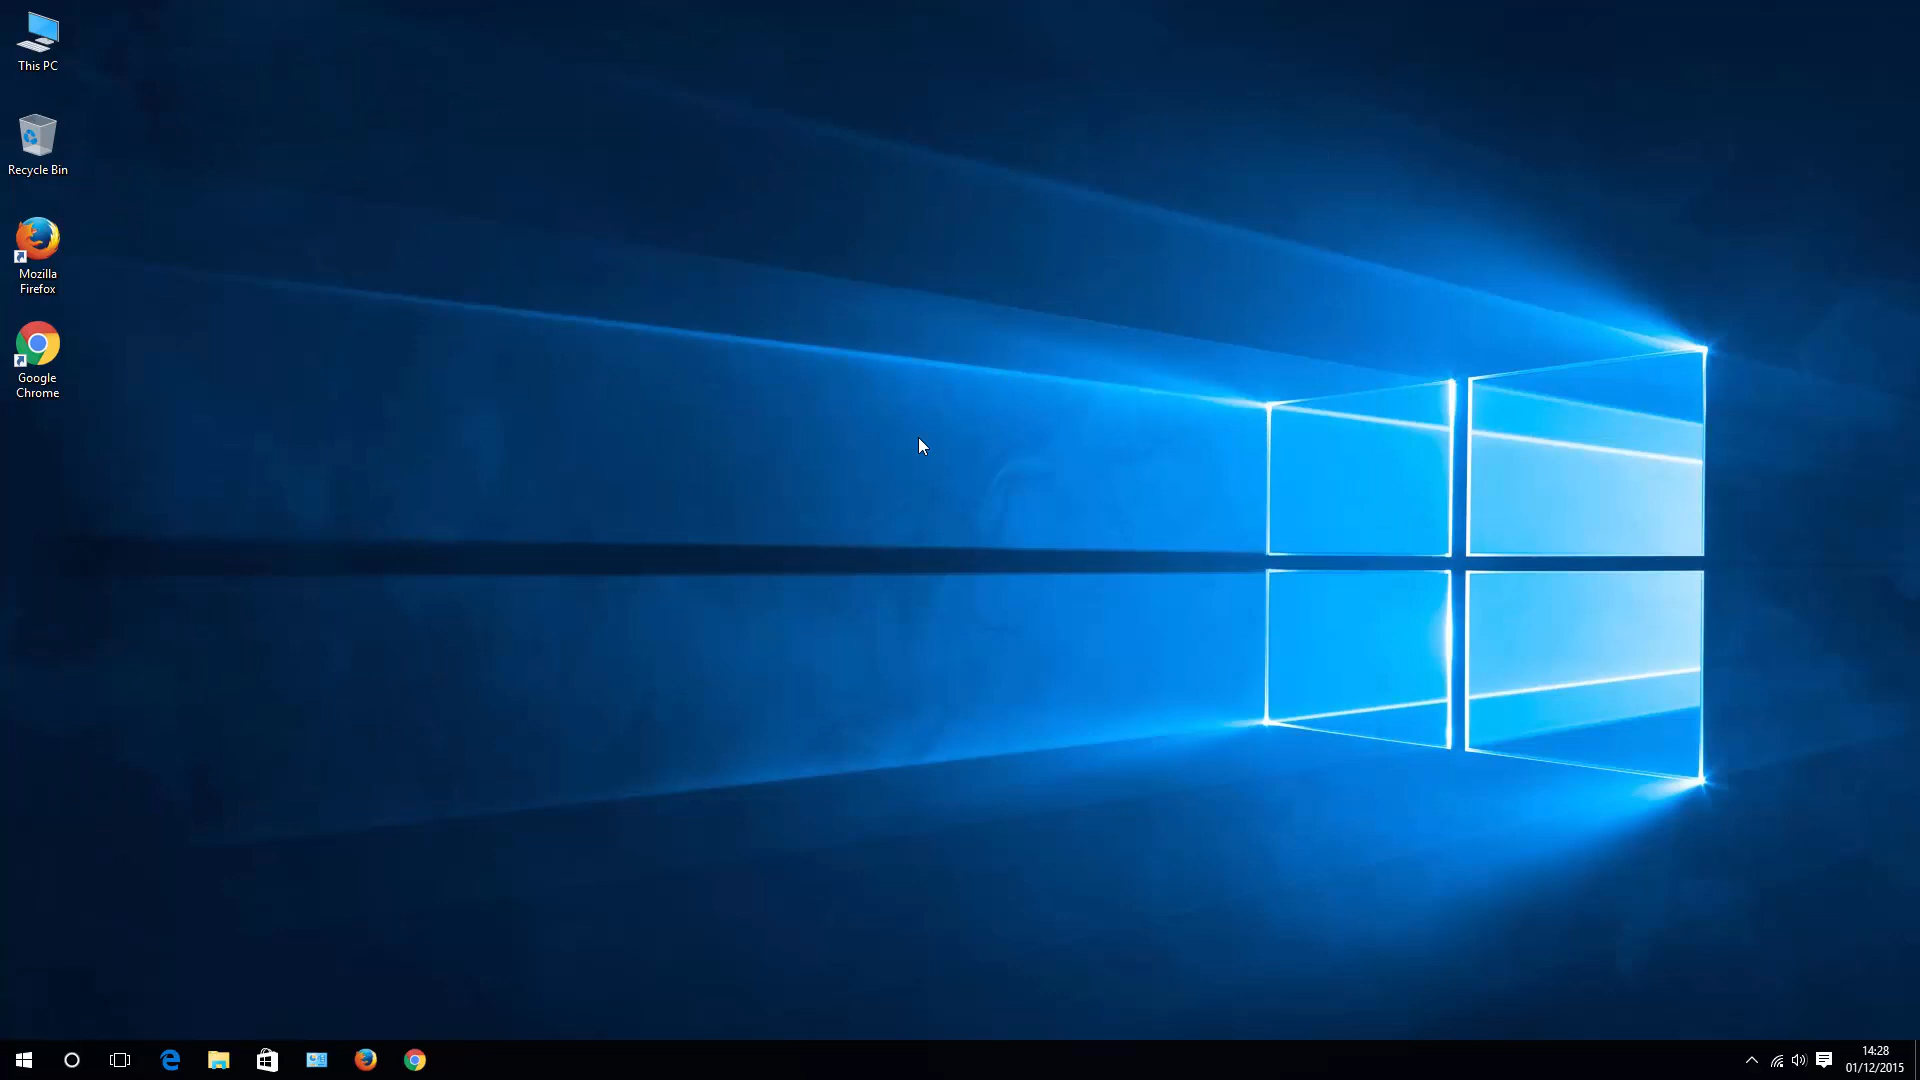 This PC
Recycle Bin
Mozilla
Firefox
Google
Chrome
14:28
01/12/2015